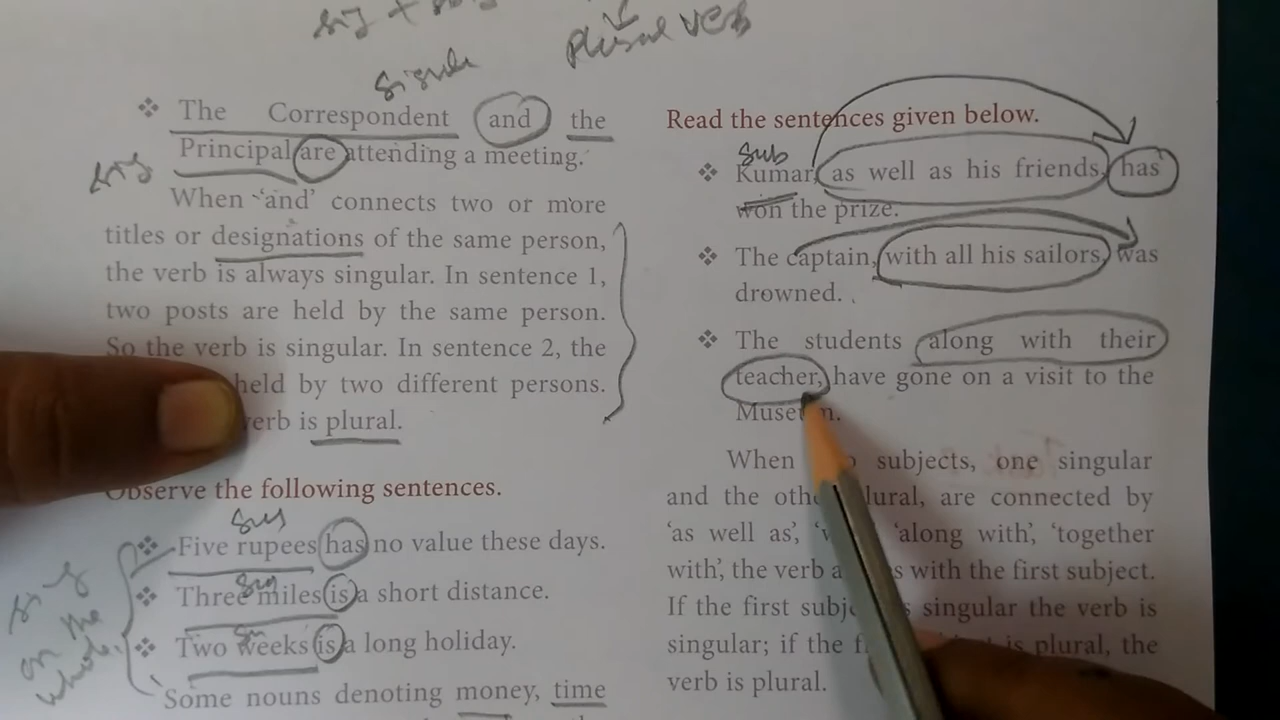 Plural verb
❖ The Correspondent and the
Principal are attending a meeting.
When 'and' connects two or more
titles or designations of the same person,
the verb is always singular. In sentence 1,
two posts are held by the same person.
So the verb is singular. In sentence 2, the
held by two different persons.
verb is plural.
Observe the following sentences.
❖ Five rupees has no value these days.
❖ Three miles is a short distance.
❖ Two weeks is a long holiday.
Some nouns denoting money, time
sing
on the
whole.
Read the sentences given below.
Sub
❖ Kumar, as well as his friends, has
won the prize.
❖ The captain, with all his sailors, was
drowned.
❖ The students along with their
teacher, have gone on a visit to the
Museum.
When subjects, one singular
and the other plural, are connected by
'as well as', 'along with', 'together
with', the verb with the first subject.
If the first singular the verb is
singular; if the is plural, the
verb is plural.